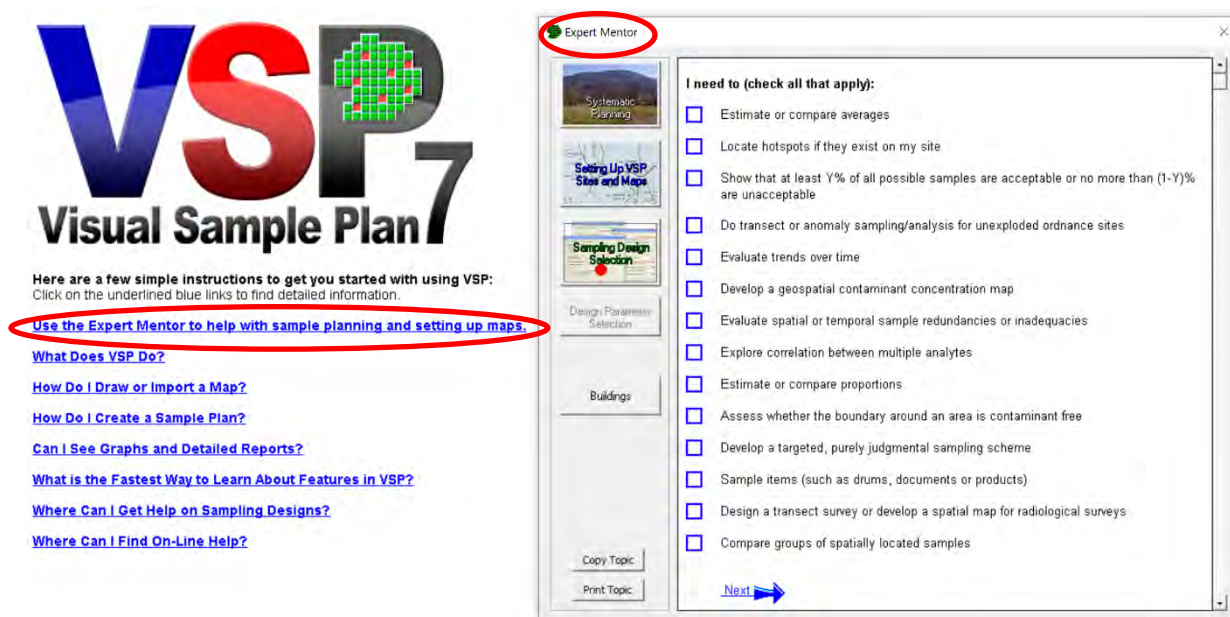 VSP
7
Visual Sample Plan
Here are a few simple instructions to get you started with using VSP:
Click on the underlined blue links to find detailed information.
Use the Expert Mentor to help with sample planning and setting up maps.
What Does VSP Do?
How Do I Draw or Import a Map?
How Do I Create a Sample Plan?
Can I See Graphs and Detailed Reports?
What is the Fastest Way to Learn About Features in VSP?
Where Can I Get Help on Sampling Designs?
Where Can I Find On-Line Help?
Expert Mentor
Systematic
Planning
Setting Up VSP
Sites and Maps
Sampling Design
Selection
Design Parameter
Selection
Buildings
Copy Topic
Print Topic
I need to (check all that apply):
Estimate or compare averages
Locate hotspots if they exist on my site
Show that at least Y% of all possible samples are acceptable or no more than (1-Y)%
are unacceptable
Do transect or anomaly sampling/analysis for unexploded ordnance sites
Evaluate trends over time
Develop a geospatial contaminant concentration map
Evaluate spatial or temporal sample redundancies or inadequacies
Explore correlation between multiple analytes
Estimate or compare proportions
Assess whether the boundary around an area is contaminant free
Develop a targeted, purely judgmental sampling scheme
Sample items (such as drums, documents or products)
Design a transect survey or develop a spatial map for radiological surveys
Compare groups of spatially located samples
Next